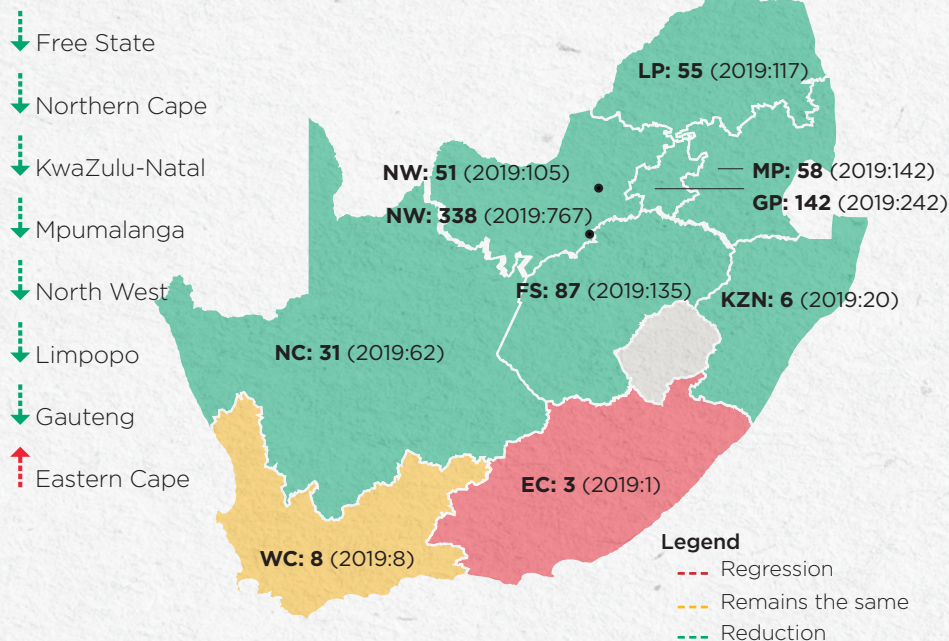 Free State
Northern Cape
KwaZulu-Natal
Mpumalanga
North West
Limpopo
Gauteng
Eastern Cape
LP: 55 (2019:117)
NW: 51 (2019:105)
MP: 58 (2019:142)
GP: 142 (2019:242)
NW: 338 (2019:767)
FS: 87 (2019:135)
KZN: 6 (2019:20)
NC: 31 (2019:62)
EC: 3 (2019:1)
WC: 8 (2019:8)
Legend
Regression
Remains the same
Reduction